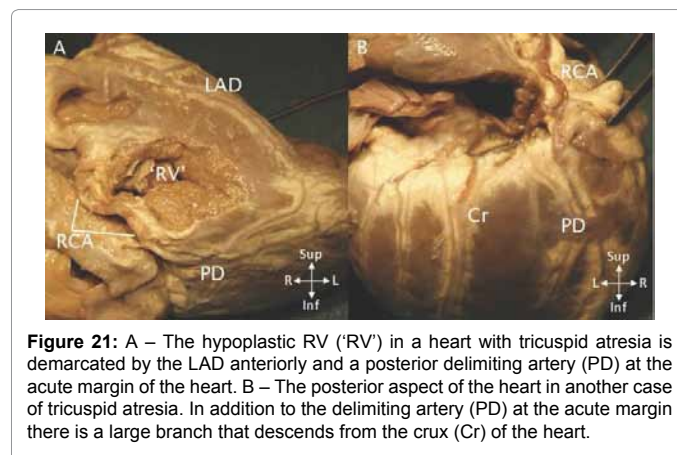 A
LAD
'RV'
RCA
PD
Sup
R
L
Inf
B
RCA
Cr
PD
Sup
L
R
Inf
Figure 21: A – The hypoplastic RV (‘RV’) in a heart with tricuspid atresia is
demarcated by the LAD anteriorly and a posterior delimiting artery (PD) at the
acute margin of the heart. B – The posterior aspect of the heart in another case
of tricuspid atresia. In addition to the delimiting artery (PD) at the acute margin
there is a large branch that descends from the crux (Cr) of the heart.